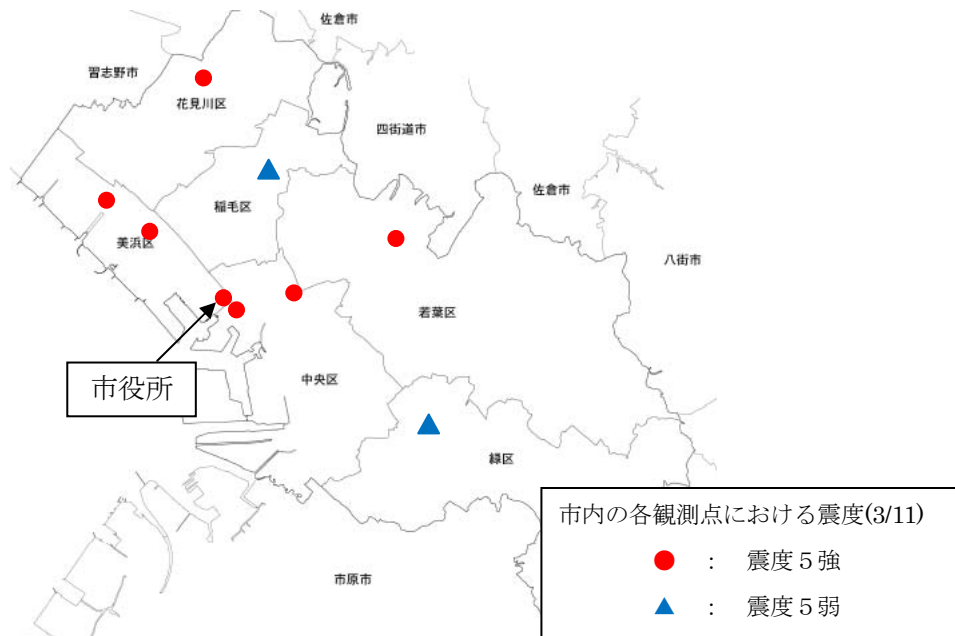 佐倉市
習志野市
花見川区
四街道市
佐倉市
稲毛区
美浜区
八街市
若葉区
市役所
中央区
緑区
市原市
市内の各観測点における震度(3/11)
： 震度５強
： 震度５弱